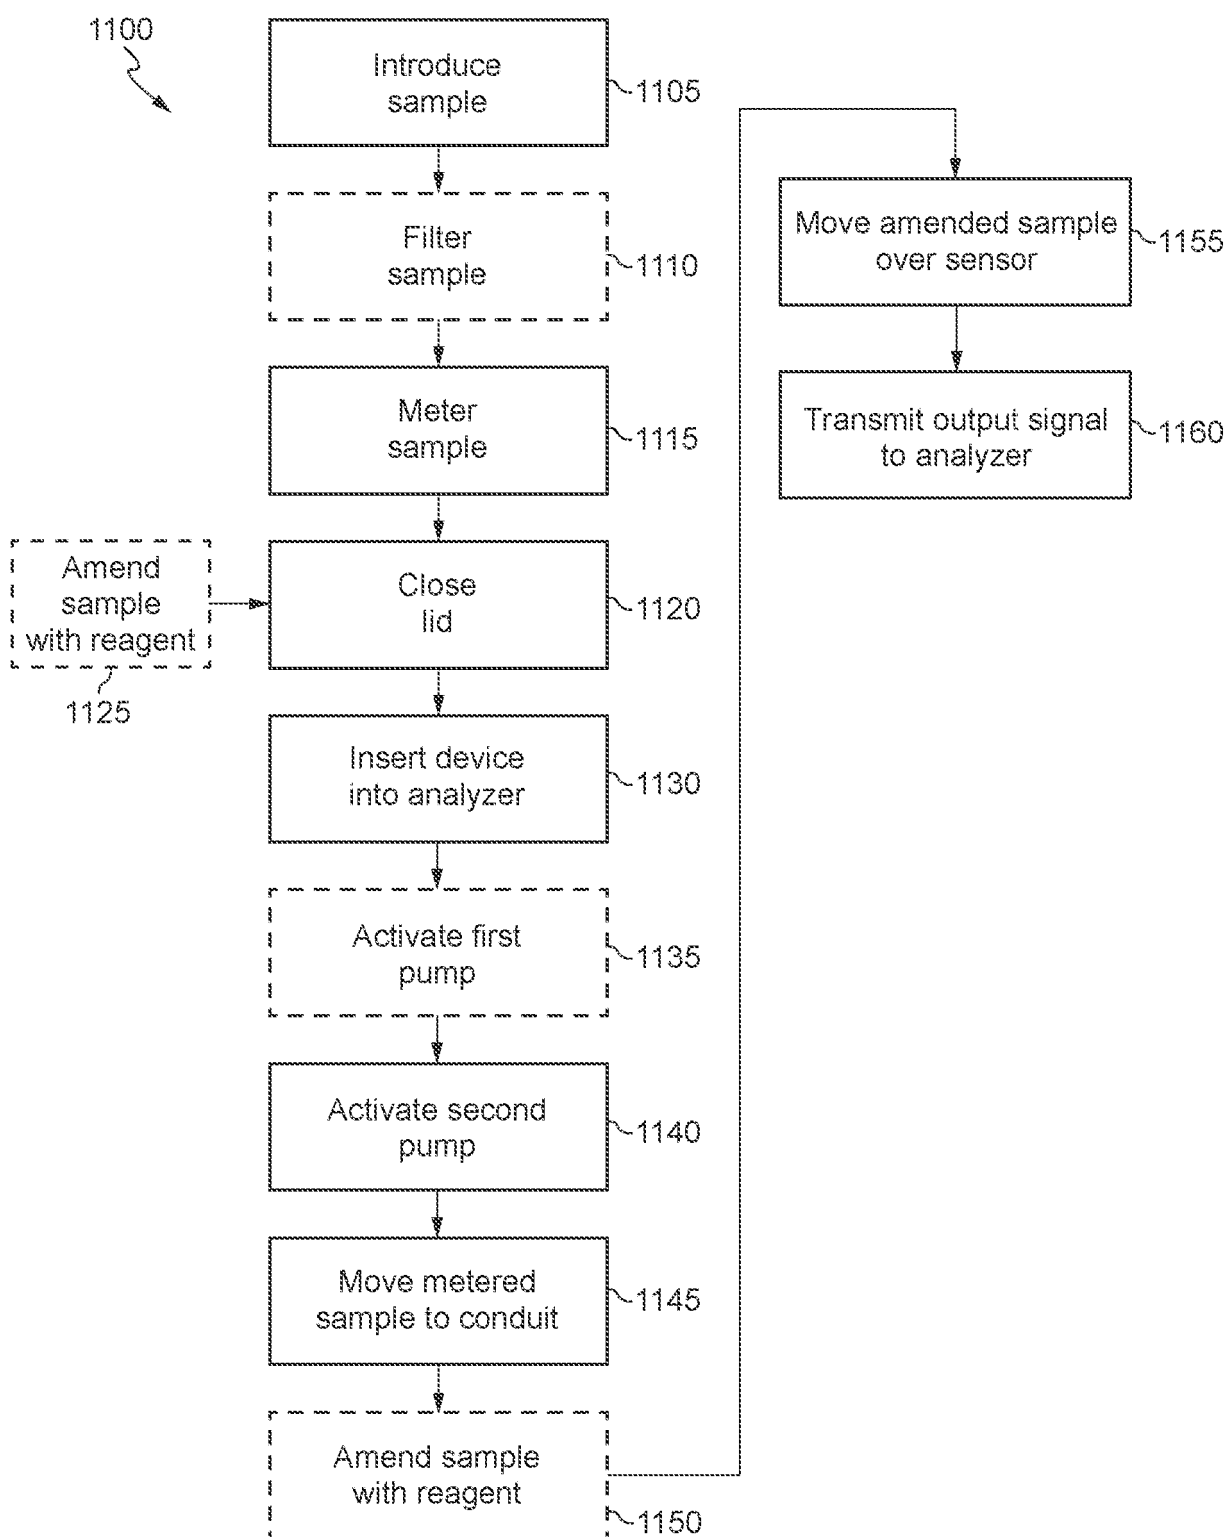 1100
Introduce
sample
1105
Filter
sample
1110
Meter
sample
1115
Close
lid
1120
Amend
sample
with reagent
1125
Insert device
into analyzer
1130
Activate first
pump
1135
Activate second
pump
1140
Move metered
sample to conduit
1145
Amend sample
with reagent
1150
Move amended sample
over sensor
1155
Transmit output signal
to analyzer
1160